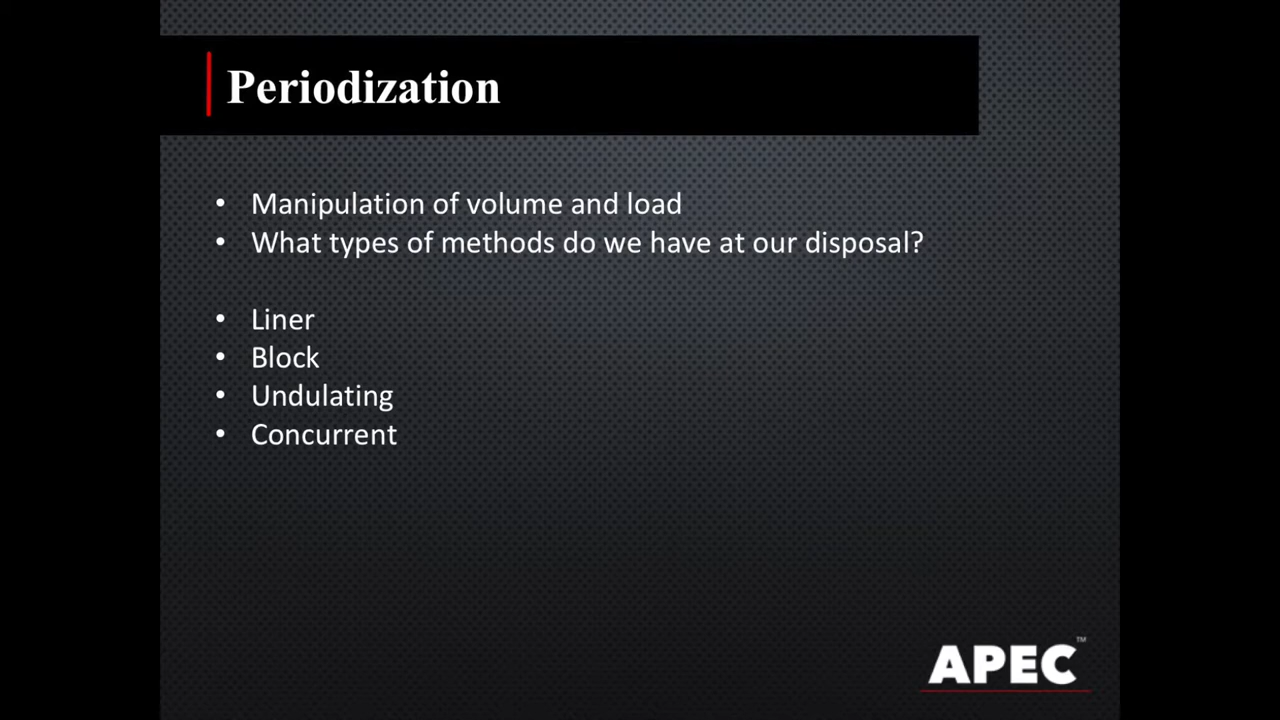 Periodization
• Manipulation of volume and load
• What types of methods do we have at our disposal?
• Liner
• Block
• Undulating
• Concurrent
APEC™